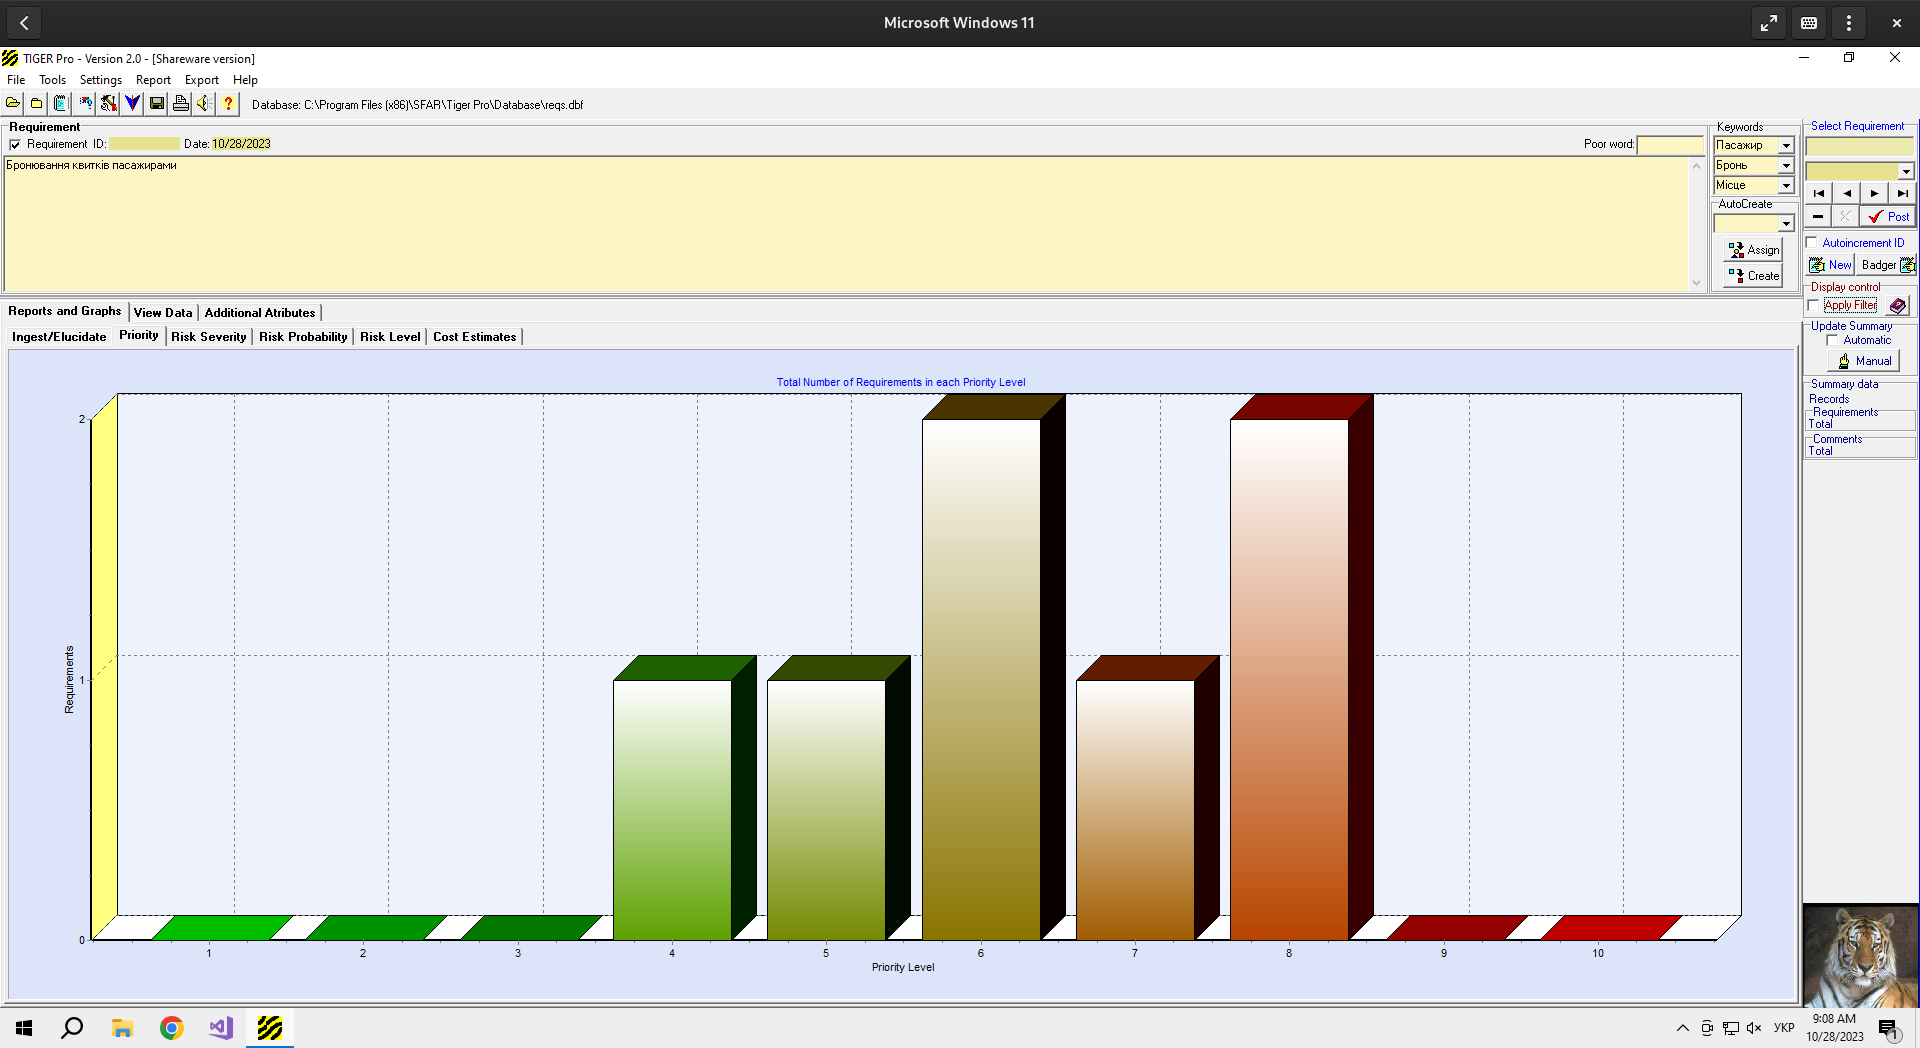 Microsoft Windows 11
TIGER Pro - Version 2.0 - [Shareware version]
File Tools Settings Report Export Help
Database: C:\Program Files (x86)\SFAR\Tiger Pro\Database\reqs.dbf
Requirement
Requirement ID: Date: 10/28/2023 Poor word:
Бронювання квитків пасажирами
Keywords
Пасажир
Бронь
Місце
AutoCreate
Assign
Create
Select Requirement
Post
Autoincrement ID
New Badger
Display control
Apply Filter
Update Summary
Automatic
Manual
Summary data
Records
Requirements
Total
Comments
Total
Reports and Graphs View Data Additional Atributes
Ingest/Elucidate Priority Risk Severity Risk Probability Risk Level Cost Estimates
Total Number of Requirements in each Priority Level
2
1
0
Requirements
1 2 3 4 5 6 7 8 9 10
Priority Level
УКР
9:08 AM
10/28/2023
1